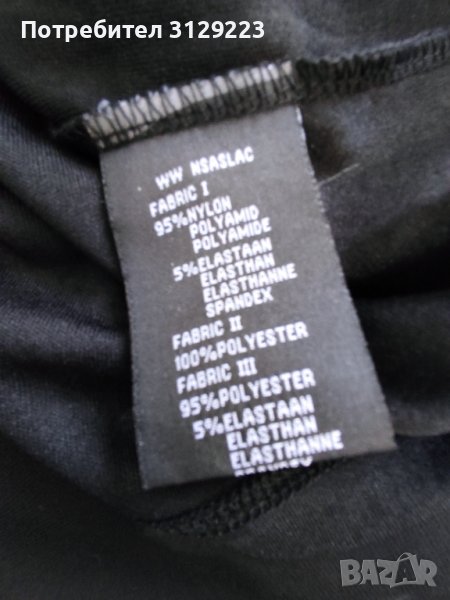 Потребител 3129223
WW NSASLAC
FABRIC I
95%NYLON
POLYAMID
POLYAMIDE
5%ELASTAAN
ELASTHAN
ELASTHANNE
SPANDEX
FABRIC II
100%POLYESTER
FABRIC III
95%POLYESTER
5%ELASTAAN
ELASTHAN
ELASTHANNE
BAZAR